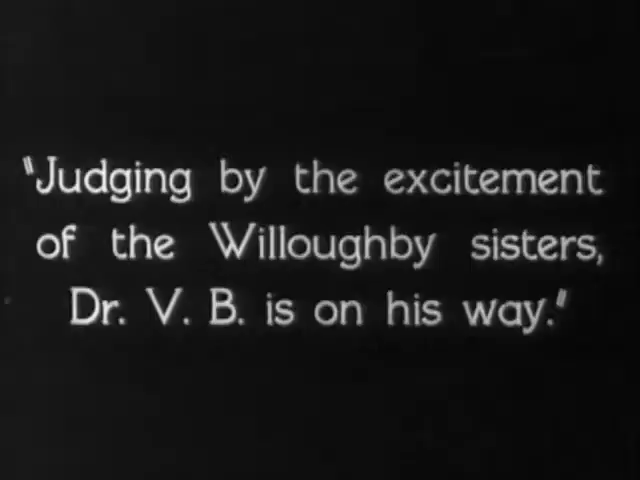 "Judging by the excitement
of the Willoughby sisters,
Dr. V. B. is on his way."